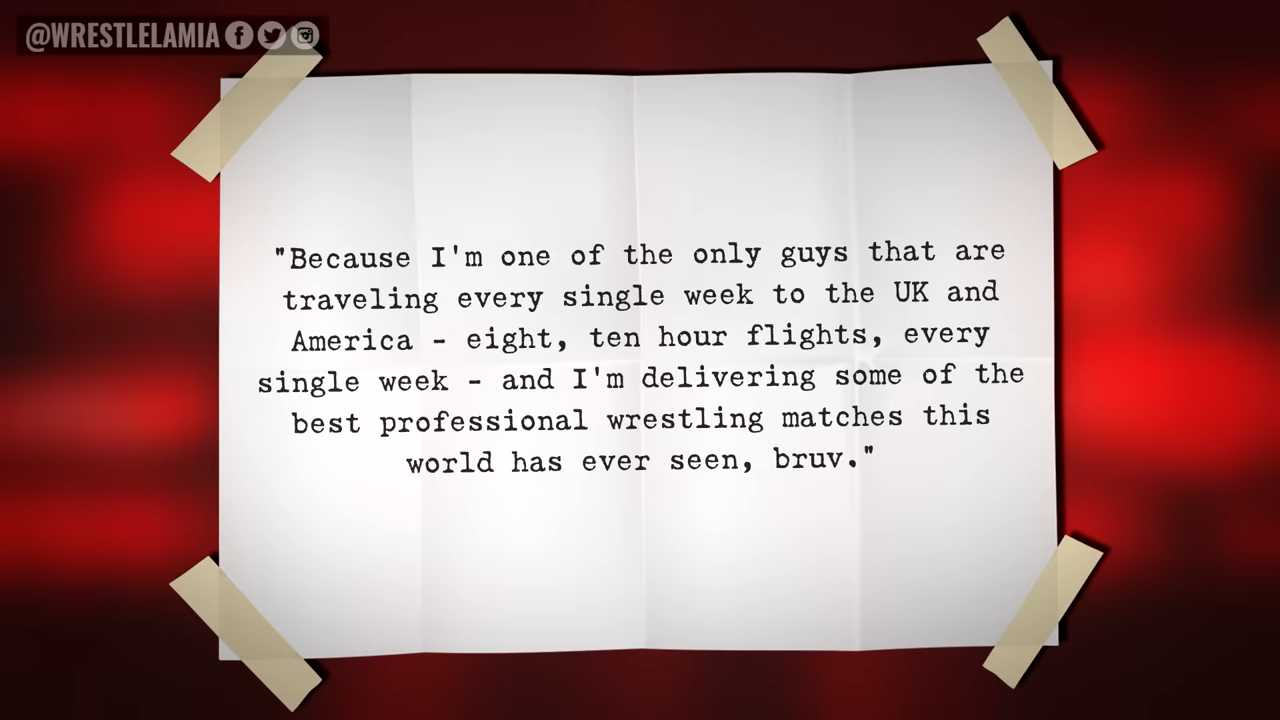 @WRESTLELAMIA
"Because I'm one of the only guys that are
traveling every single week to the UK and
America - eight, ten hour flights, every
single week - and I'm delivering some of the
best professional wrestling matches this
world has ever seen, bruv."